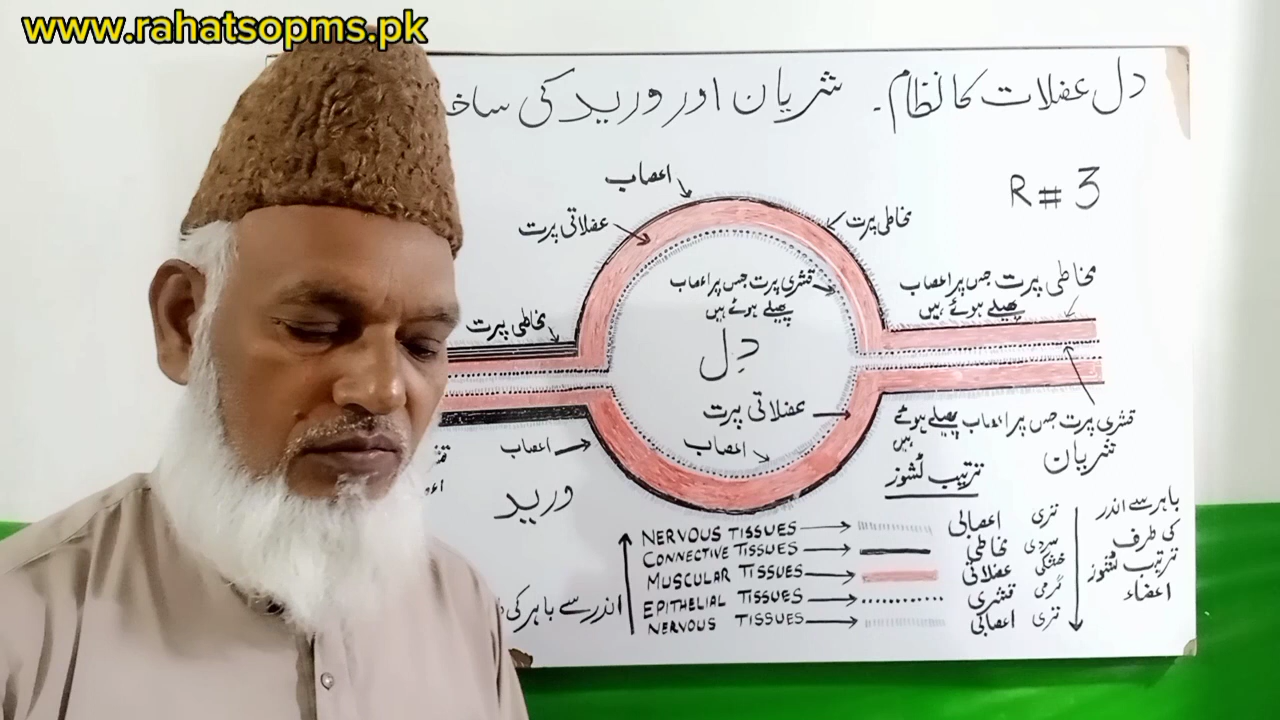 www.rahatsopms.pk
دل عضلات کا نظام۔ شریان اور ورید کی ساخ
R # 3
اعصاب
عضلاتی پرت
مخاطی پرت
قشری پرت جس پر اعصاب
پھیلے ہوئے ہیں
مخاطی پرت جس پر اعصاب
پھیلے ہوئے ہیں
مخاطی پرت
دِل
عضلاتی پرت
اعصاب
قشری پرت جس پر اعصاب پھیلے ہوئے
ہیں
شریان
اعصاب
ورید
ترتیب ٹشوز
NERVOUS TISSUES اعصابی تری
CONNECTIVE TISSUES مخاطی سردی
MUSCULAR TISSUES عضلاتی خشکی
EPITHELIAL TISSUES قشری گرمی
NERVOUS TISSUES اعصابی تری
اندر سے باہر کی
باہر سے اندر
کی طرف
ترتیب ٹشوز
اعضاء